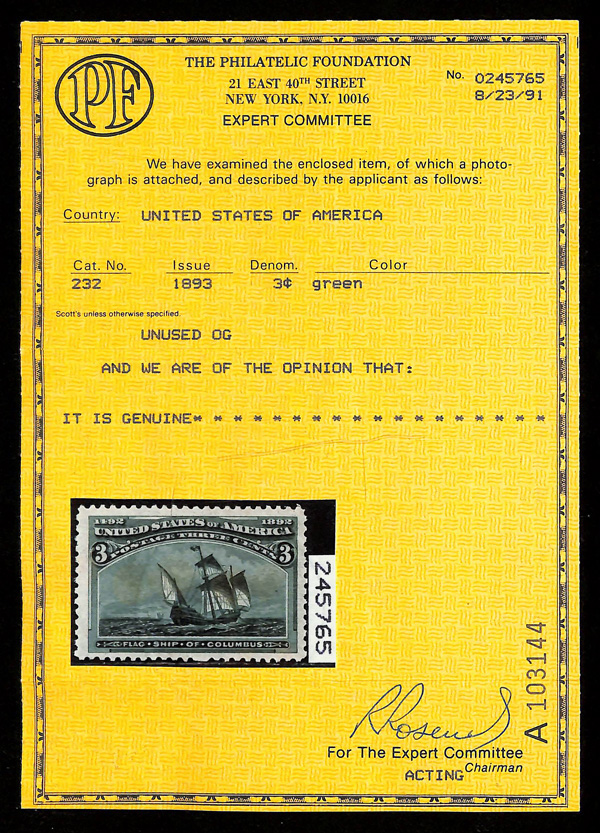 PF
THE PHILATELIC FOUNDATION
21 EAST 40TH STREET
NEW YORK, N.Y. 10016
EXPERT COMMITTEE
No. 0245765
8/23/91
We have examined the enclosed item, of which a photo-
graph is attached, and described by the applicant as follows:
Country: UNITED STATES OF AMERICA
Cat. No. Issue Denom. Color
232 1893 3¢ green
Scott's unless otherwise specified.
UNUSED OG
AND WE ARE OF THE OPINION THAT:
IT IS GENUINE* * * * * * * * * * * * * * * * * *
1492 1892
UNITED STATES OF AMERICA
3 POSTAGE THREE CENTS 3
FLAG · SHIP · OF · COLUMBUS
245765
A 103144
For The Expert Committee
Chairman
ACTING